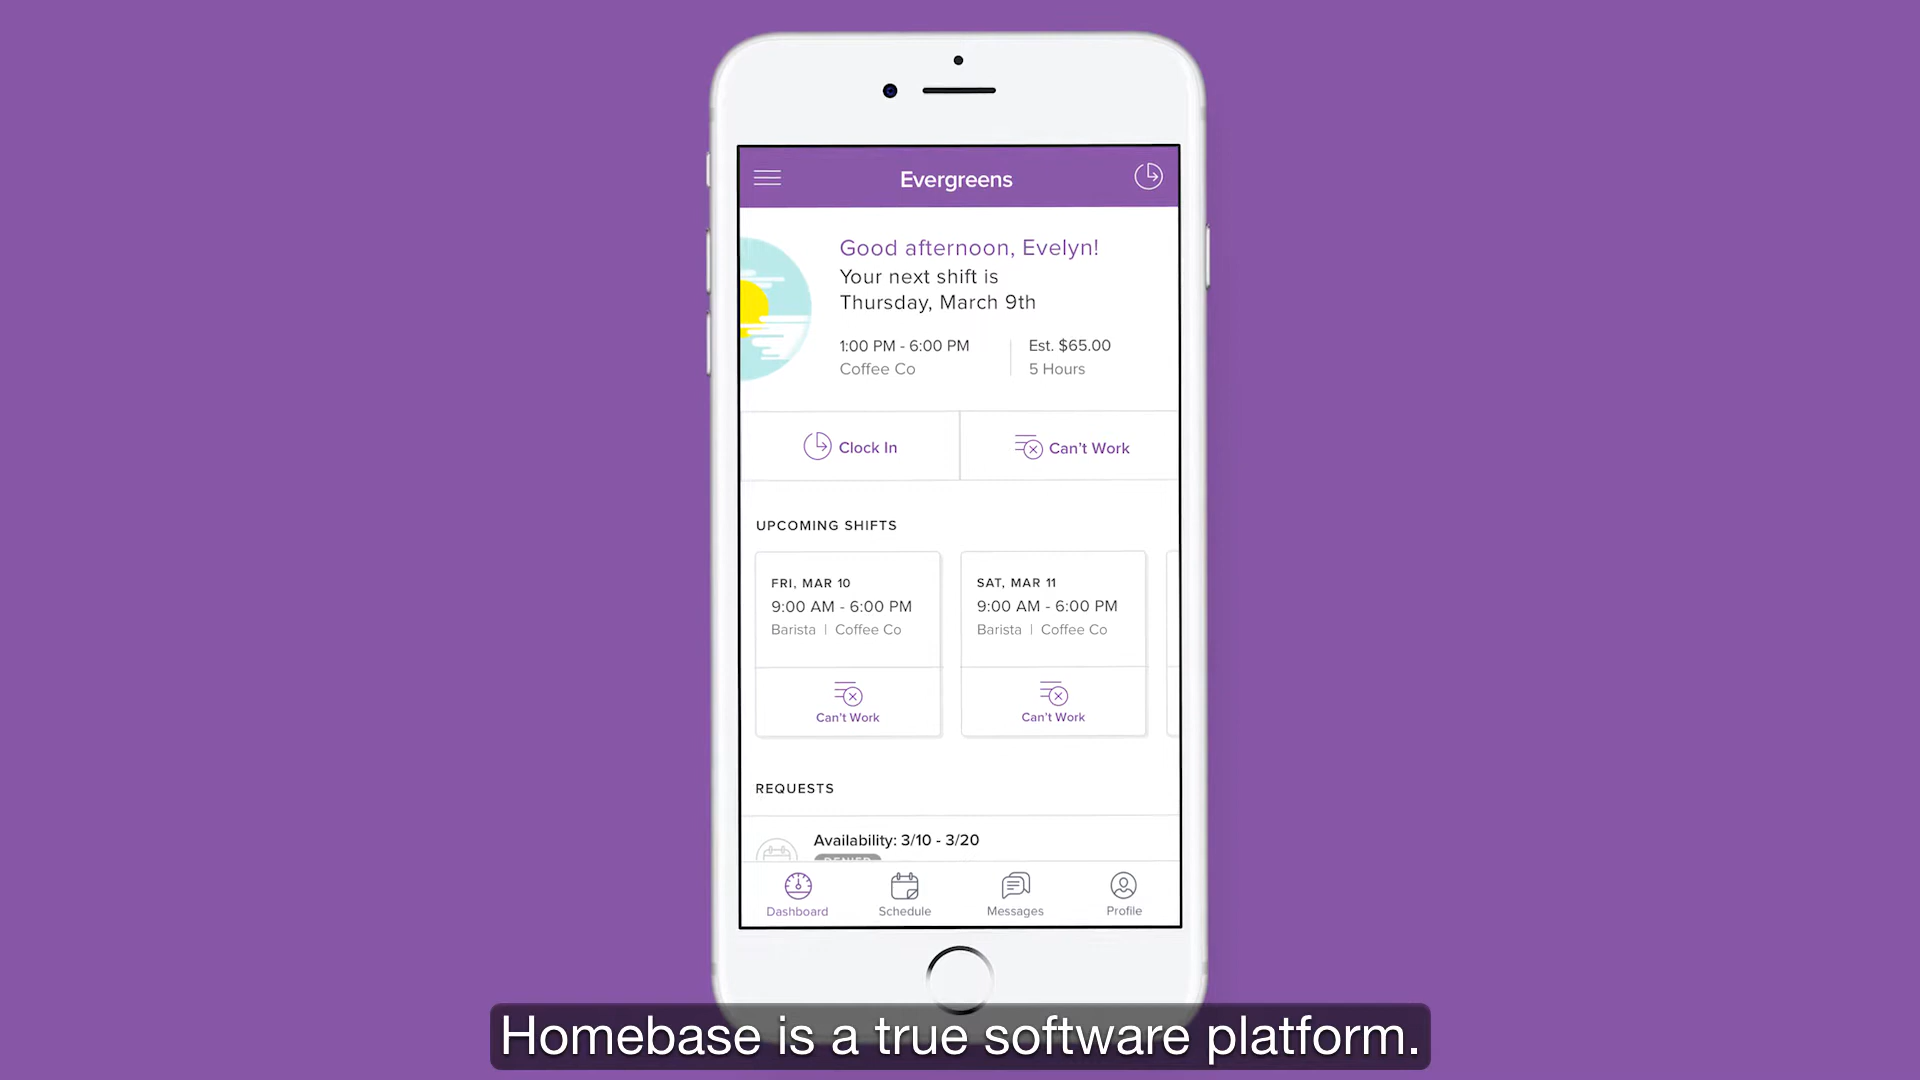 Evergreens
Good afternoon, Evelyn!
Your next shift is
Thursday, March 9th
1:00 PM - 6:00 PM
Est. $65.00
Coffee Co
5 Hours
Clock In
Can't Work
UPCOMING SHIFTS
FRI, MAR 10
9:00 AM - 6:00 PM
Barista | Coffee Co
Can't Work
SAT, MAR 11
9:00 AM - 6:00 PM
Barista | Coffee Co
Can't Work
REQUESTS
Availability: 3/10 - 3/20
DENIED
Dashboard
Schedule
Messages
Profile
Homebase is a true software platform.